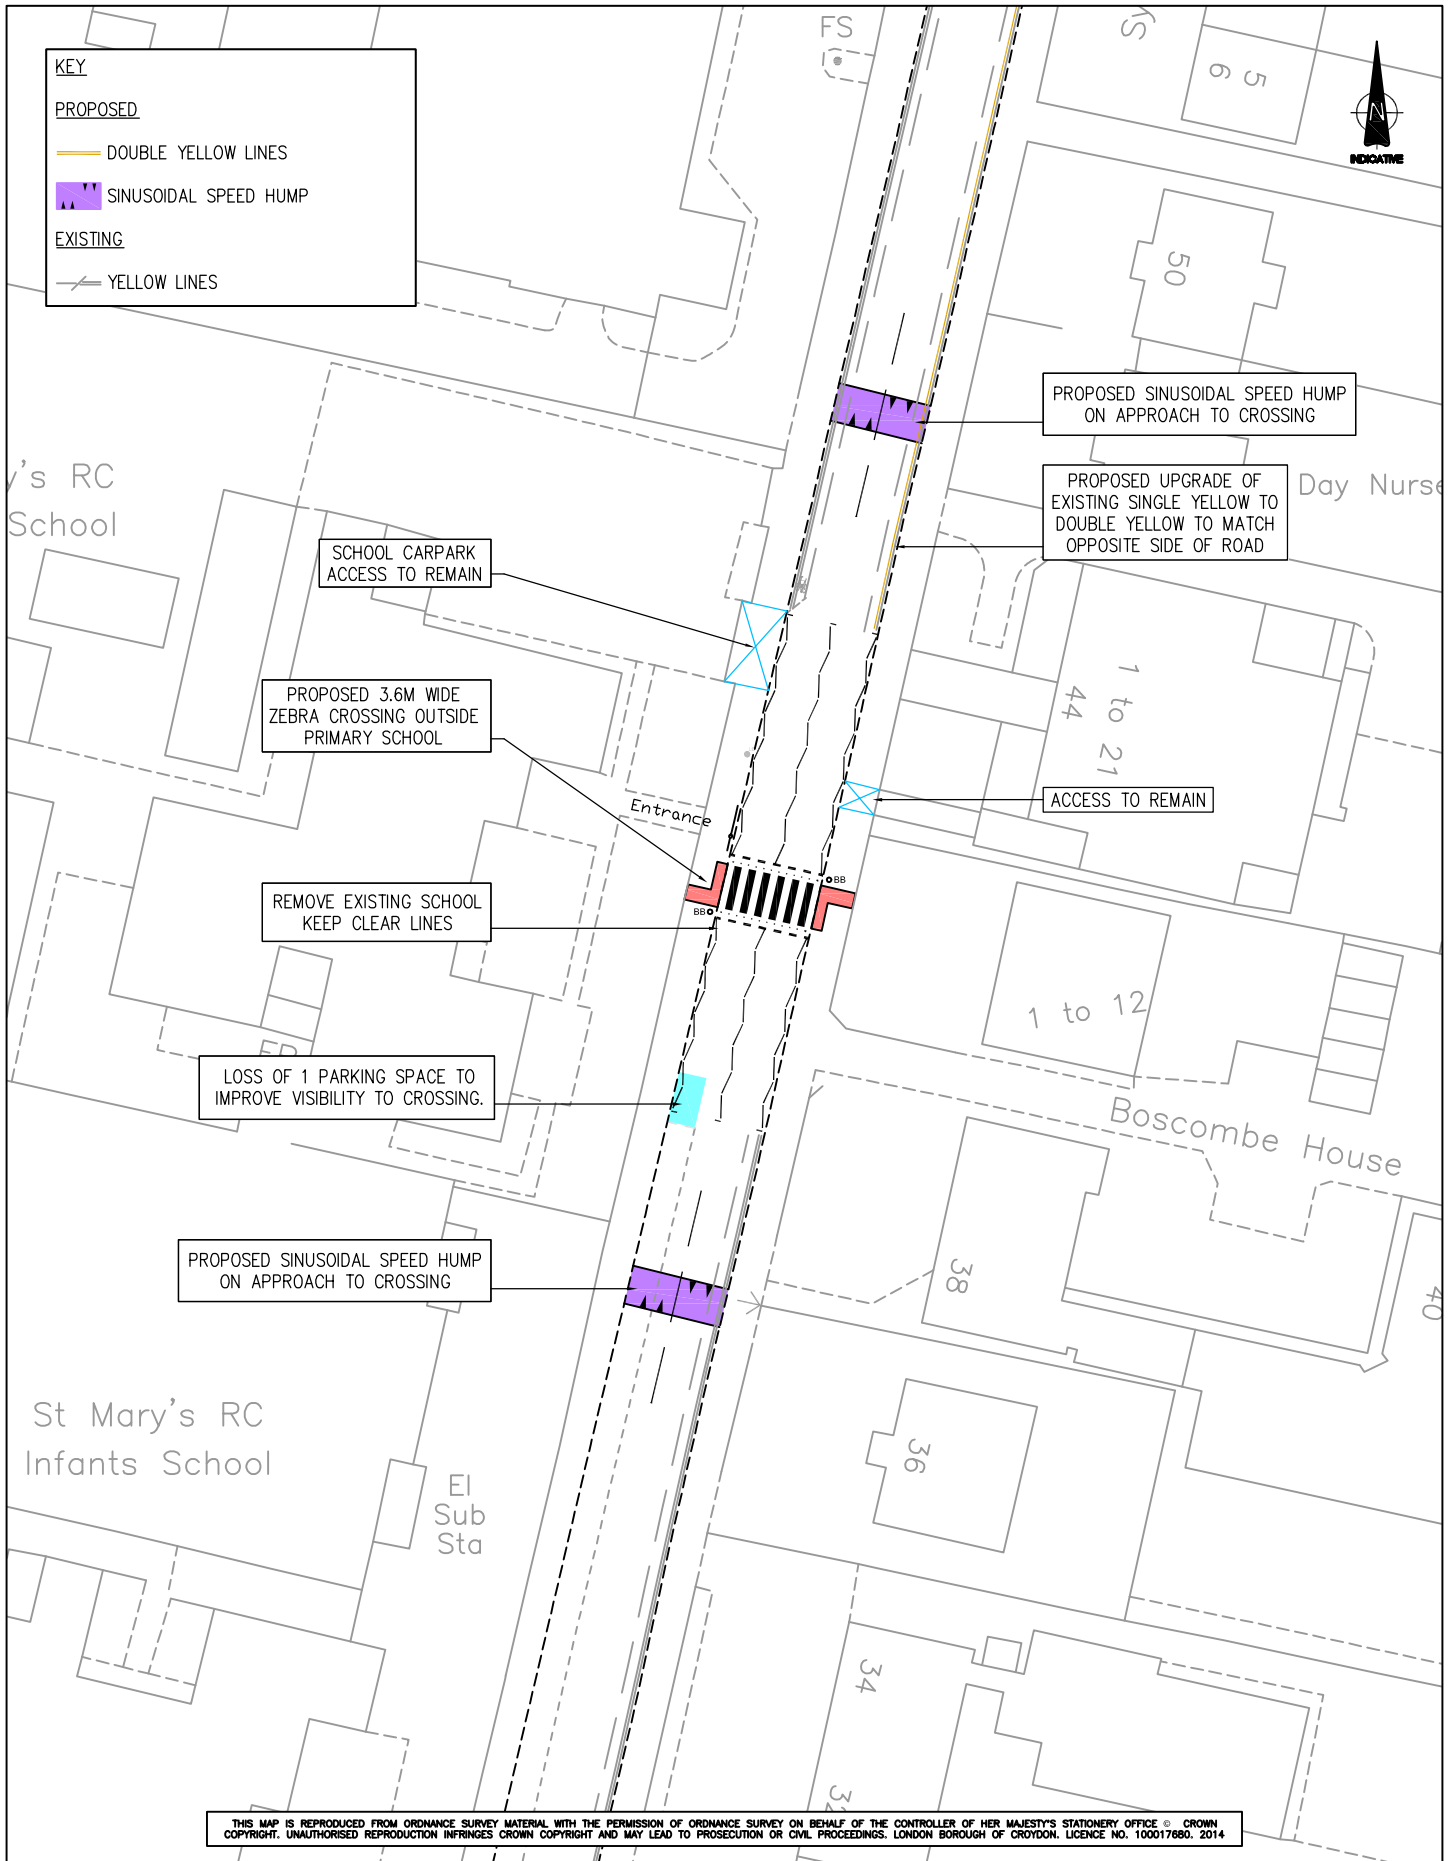 KEY
PROPOSED
DOUBLE YELLOW LINES
SINUSOIDAL SPEED HUMP
EXISTING
YELLOW LINES
FS
5
6
N
INDICATIVE
50
PROPOSED SINUSOIDAL SPEED HUMP
ON APPROACH TO CROSSING
PROPOSED UPGRADE OF
EXISTING SINGLE YELLOW TO
DOUBLE YELLOW TO MATCH
OPPOSITE SIDE OF ROAD
Day Nurse
y's RC
School
SCHOOL CARPARK
ACCESS TO REMAIN
PROPOSED 3.6M WIDE
ZEBRA CROSSING OUTSIDE
PRIMARY SCHOOL
1 to 21
44
ACCESS TO REMAIN
Entrance
BB
BB
REMOVE EXISTING SCHOOL
KEEP CLEAR LINES
1 to 12
LOSS OF 1 PARKING SPACE TO
IMPROVE VISIBILITY TO CROSSING.
Boscombe House
PROPOSED SINUSOIDAL SPEED HUMP
ON APPROACH TO CROSSING
38
40
St Mary's RC
Infants School
36
El
Sub
Sta
34
THIS MAP IS REPRODUCED FROM ORDNANCE SURVEY MATERIAL WITH THE PERMISSION OF ORDNANCE SURVEY ON BEHALF OF THE CONTROLLER OF HER MAJESTY'S STATIONERY OFFICE © CROWN
COPYRIGHT. UNAUTHORISED REPRODUCTION INFRINGES CROWN COPYRIGHT AND MAY LEAD TO PROSECUTION OR CIVIL PROCEEDINGS. LONDON BOROUGH OF CROYDON. LICENCE NO. 100017680. 2014